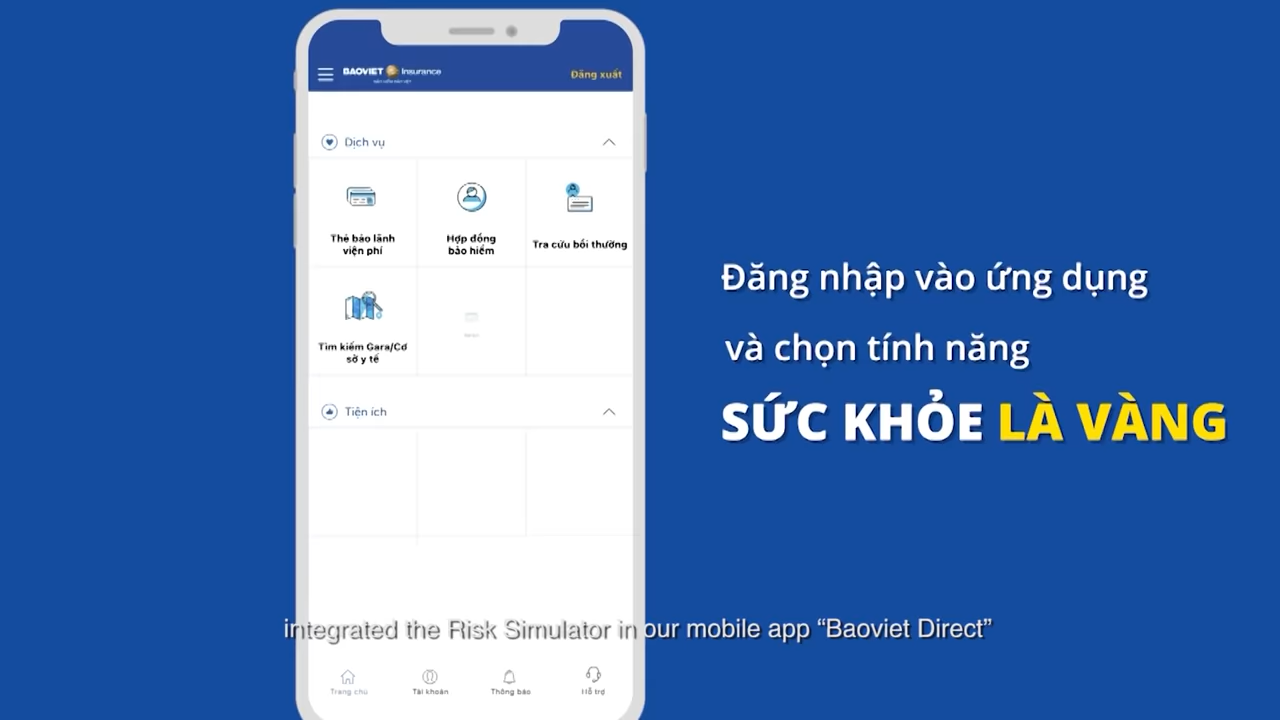 BAOVIET Insurance
Đăng xuất
Dịch vụ
Thẻ bảo lãnh
viện phí
Hợp đồng
bảo hiểm
Tra cứu bồi thường
Tìm kiếm Gara/Cơ
sở y tế
Tiện ích
Đăng nhập vào ứng dụng
và chọn tính năng
SỨC KHỎE LÀ VÀNG
integrated the Risk Simulator in our mobile app “Baoviet Direct”
Trang chủ
Tài khoản
Thông báo
Hỗ trợ